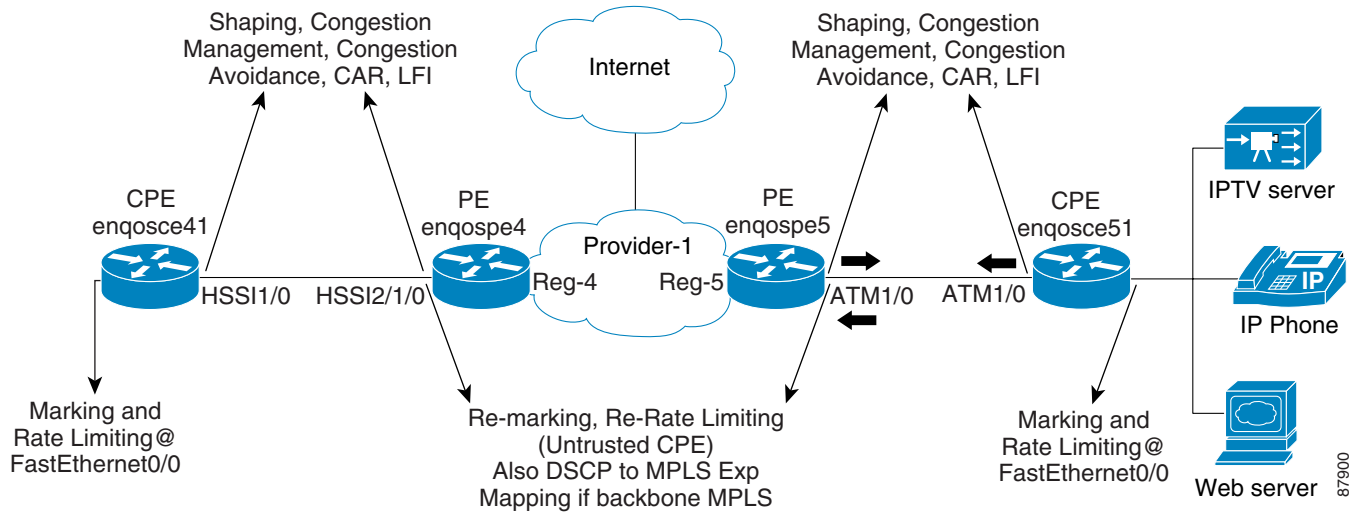 Shaping, Congestion
Management, Congestion
Avoidance, CAR, LFI
Internet
Shaping, Congestion
Management, Congestion
Avoidance, CAR, LFI
IPTV server
CPE
enqosce41
PE
enqospe4
Provider-1
PE
enqospe5
CPE
enqosce51
HSSI1/0
HSSI2/1/0
Reg-4
Reg-5
ATM1/0
ATM1/0
IP
IP Phone
Marking and
Rate Limiting@
FastEthernet0/0
Re-marking, Re-Rate Limiting
(Untrusted CPE)
Also DSCP to MPLS Exp
Mapping if backbone MPLS
Marking and
Rate Limiting@
FastEthernet0/0
Web server
87900